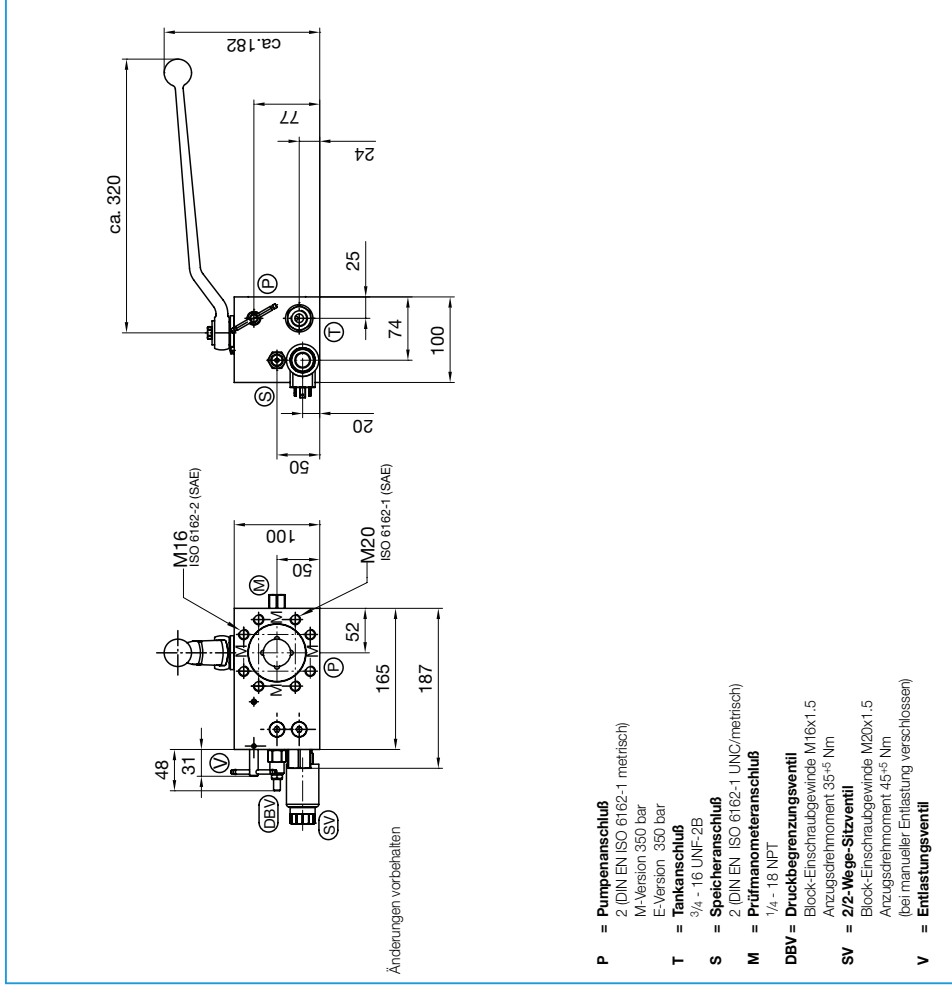 ca.182
ca. 320
77
24
25
74
100
20
50
P
T
S
M16
ISO 6162-2 (SAE)
M20
ISO 6162-1 (SAE)
100
50
52
165
187
48
31
M
M
M
M
M
P
V
DBV
SV
Änderungen vorbehalten
P = Pumpenanschluß
2 (DIN EN ISO 6162-1 metrisch)
M-Version 350 bar
E-Version 350 bar
T = Tankanschluß
3/4 - 16 UNF-2B
S = Speicheranschluß
2 (DIN EN ISO 6162-1 UNC/metrisch)
M = Prüfmanometeranschluß
1/4 - 18 NPT
DBV = Druckbegrenzungsventil
Block-Einschraubgewinde M16x1.5
Anzugsdrehmoment 35+5 Nm
SV = 2/2-Wege-Sitzventil
Block-Einschraubgewinde M20x1.5
Anzugsdrehmoment 45+5 Nm
(bei manueller Entlastung verschlossen)
V = Entlastungsventil